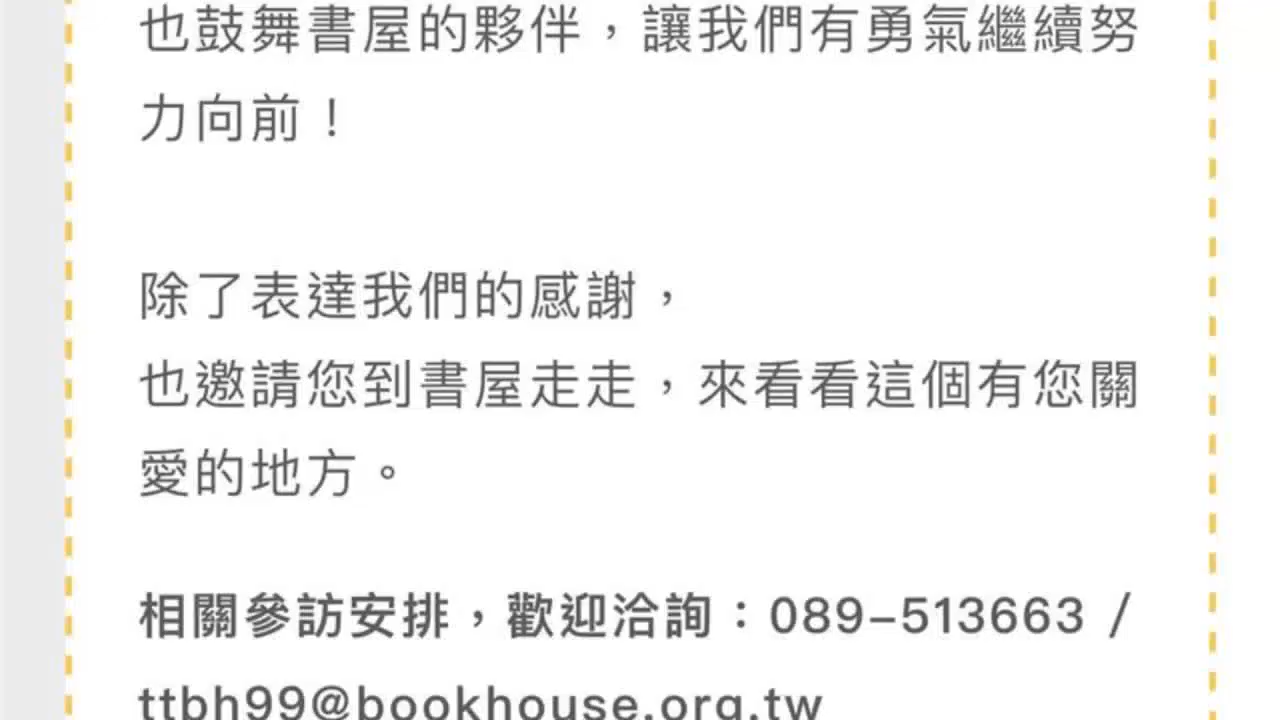 也鼓舞書屋的夥伴，讓我們有勇氣繼續努
力向前！
除了表達我們的感謝，
也邀請您到書屋走走，來看看這個有您關
愛的地方。
相關參訪安排，歡迎洽詢：089-513663 /
ttbh99@bookhouse.org.tw